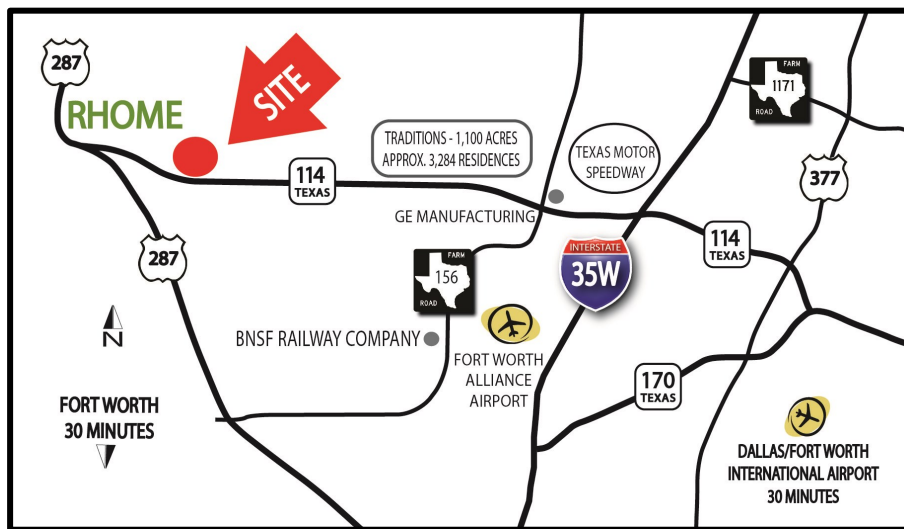 287
RHOME
SITE
FARM
1171
ROAD
TRADITIONS - 1,100 ACRES
APPROX. 3,284 RESIDENCES
TEXAS MOTOR
SPEEDWAY
114
TEXAS
377
GE MANUFACTURING
287
FARM
156
ROAD
INTERSTATE
35W
114
TEXAS
N
BNSF RAILWAY COMPANY
FORT WORTH
ALLIANCE
AIRPORT
170
TEXAS
FORT WORTH
30 MINUTES
DALLAS/FORT WORTH
INTERNATIONAL AIRPORT
30 MINUTES